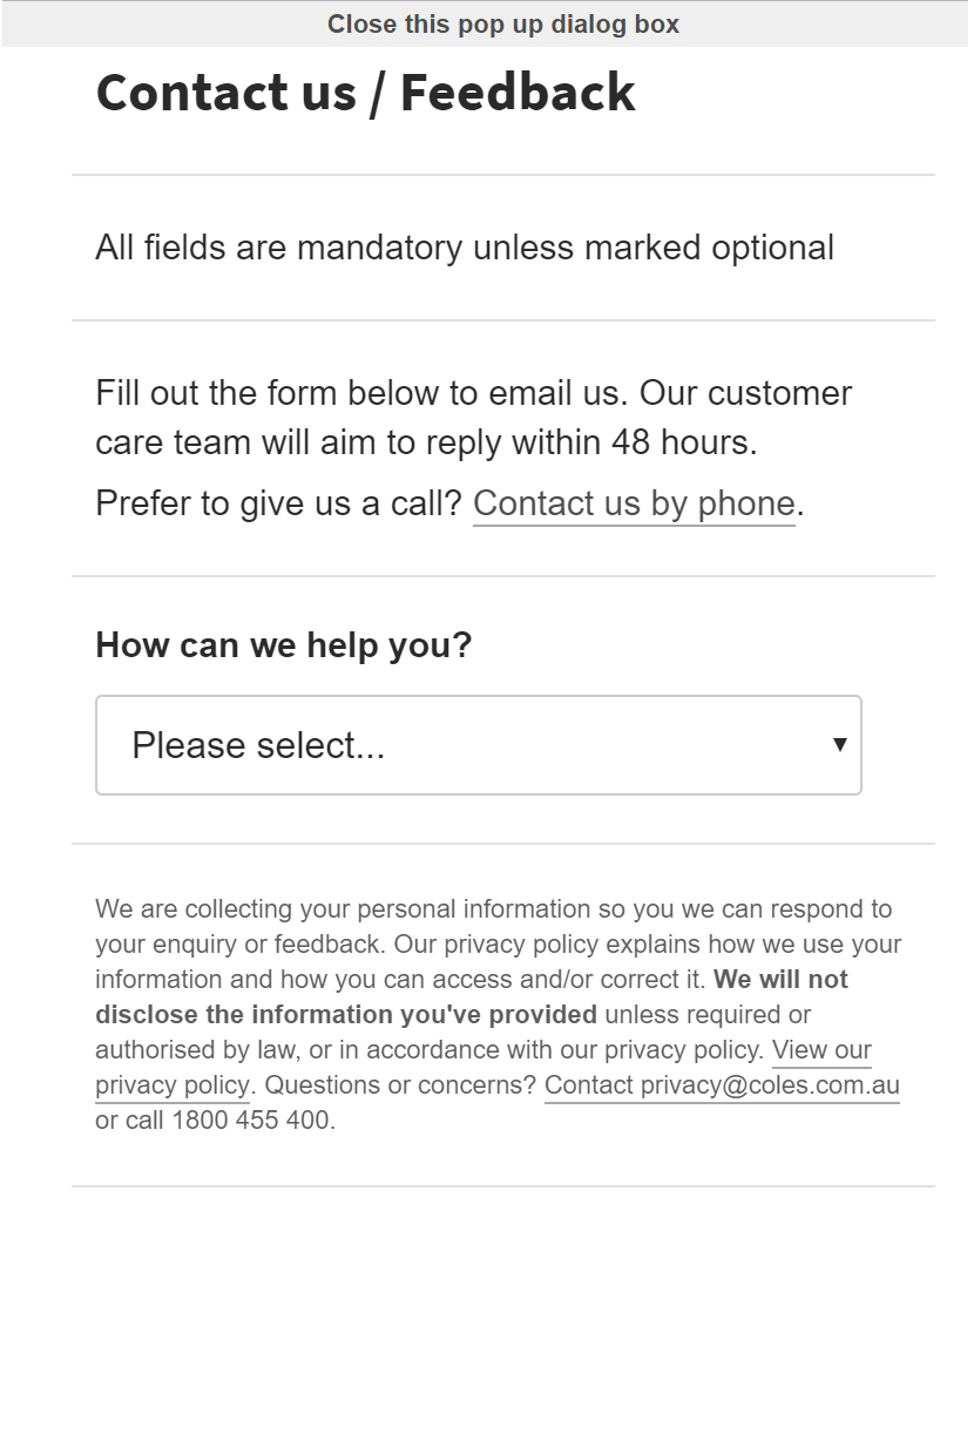 Close this pop up dialog box
Contact us / Feedback
All fields are mandatory unless marked optional
Fill out the form below to email us. Our customer
care team will aim to reply within 48 hours.
Prefer to give us a call? Contact us by phone.
How can we help you?
Please select...
We are collecting your personal information so you we can respond to
your enquiry or feedback. Our privacy policy explains how we use your
information and how you can access and/or correct it. We will not
disclose the information you've provided unless required or
authorised by law, or in accordance with our privacy policy. View our
privacy policy. Questions or concerns? Contact privacy@coles.com.au
or call 1800 455 400.